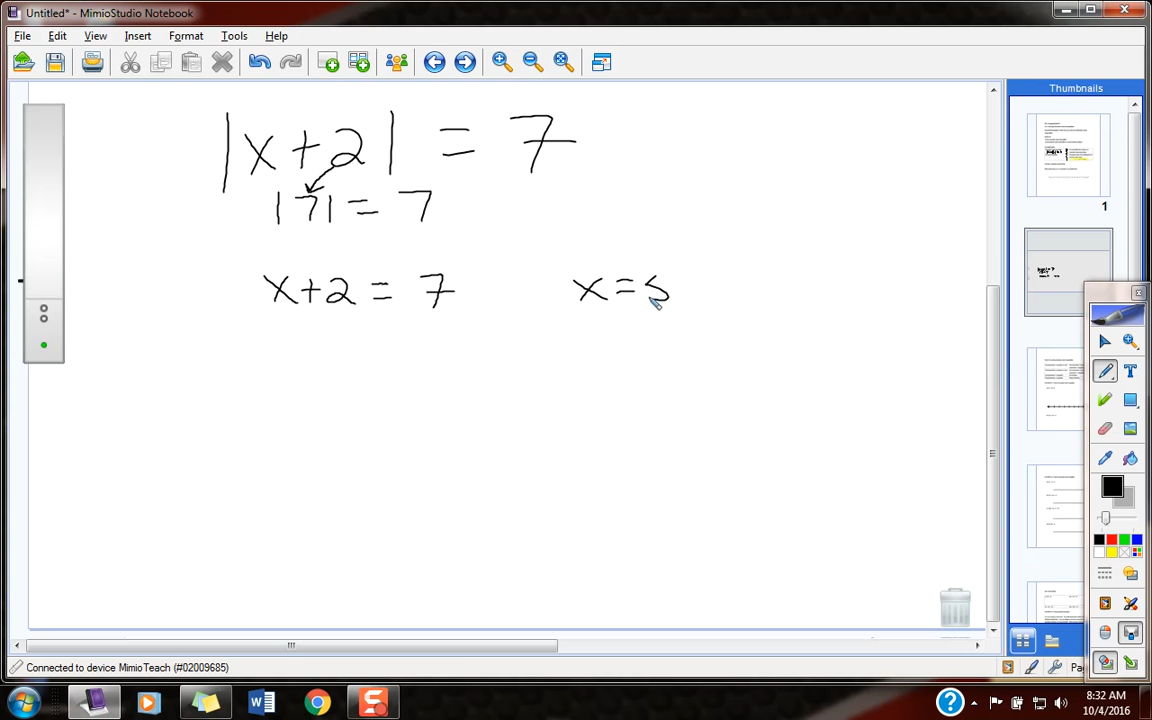 Untitled* - MimioStudio Notebook
File Edit View Insert Format Tools Help
Thumbnails
|x+2| = 7
|7| = 7
x+2 = 7 x=5
1
Connected to device MimioTeach (#02009685)
Pa
8:32 AM
10/4/2016